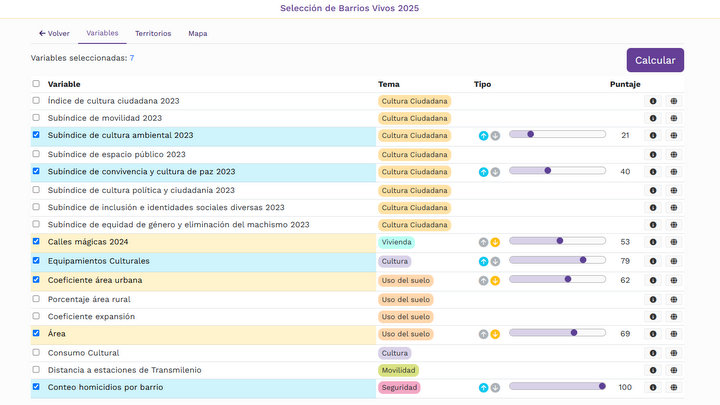 Selección de Barrios Vivos 2025
Volver Variables Territorios Mapa
Variables seleccionadas: 7
Calcular
Variable Tema Tipo Puntaje
Índice de cultura ciudadana 2023 Cultura Ciudadana
Subíndice de movilidad 2023 Cultura Ciudadana
Subíndice de cultura ambiental 2023 Cultura Ciudadana 21
Subíndice de espacio público 2023 Cultura Ciudadana
Subíndice de convivencia y cultura de paz 2023 Cultura Ciudadana 40
Subíndice de cultura política y ciudadanía 2023 Cultura Ciudadana
Subíndice de inclusión e identidades sociales diversas 2023 Cultura Ciudadana
Subíndice de equidad de género y eliminación del machismo 2023 Cultura Ciudadana
Calles mágicas 2024 Vivienda 53
Equipamientos Culturales Cultura 79
Coeficiente área urbana Uso del suelo 62
Porcentaje área rural Uso del suelo
Coeficiente expansión Uso del suelo
Área Uso del suelo 69
Consumo Cultural Cultura
Distancia a estaciones de Transmilenio Movilidad
Conteo homicidios por barrio Seguridad 100